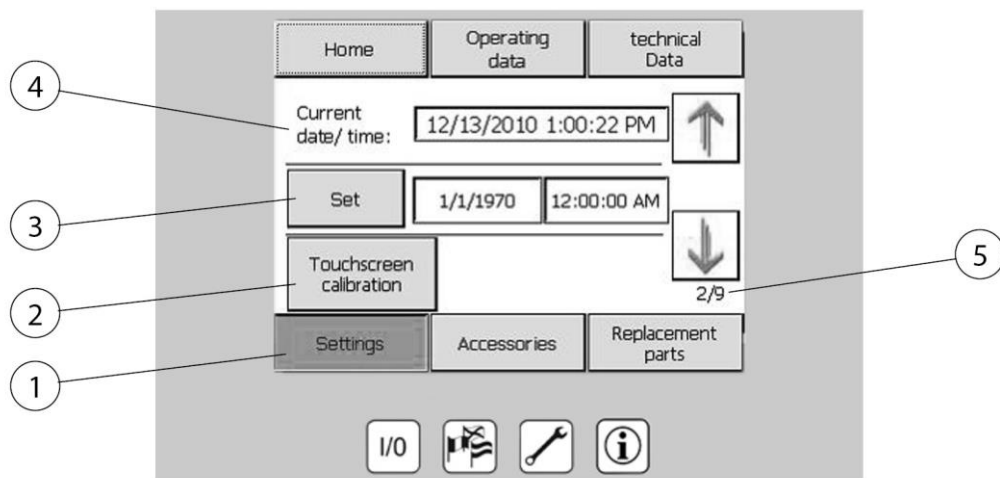 Home
Operating
data
technical
Data
4
Current
date/ time:
12/13/2010 1:00:22 PM
3
Set
1/1/1970
12:00:00 AM
5
Touchscreen
calibration
2
2/9
Settings
Accessories
Replacement
parts
1
I/0
i